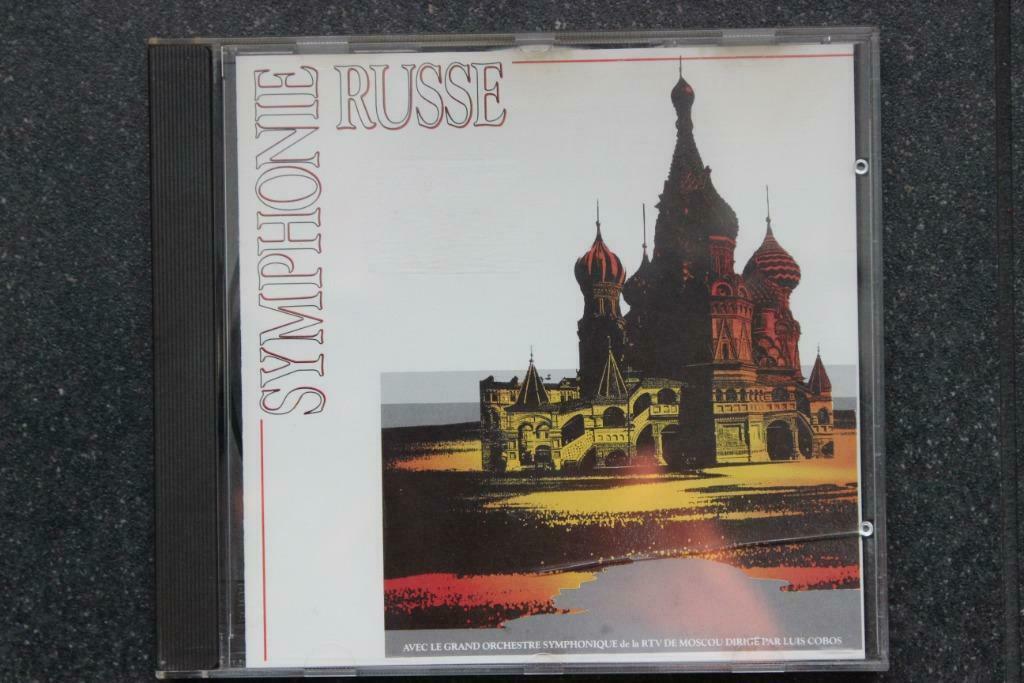 SYMPHONIE
RUSSE
AVEC LE GRAND ORCHESTRE SYMPHONIQUE de la RTV DE MOSCOU DIRIGÉ PAR LUIS COBOS